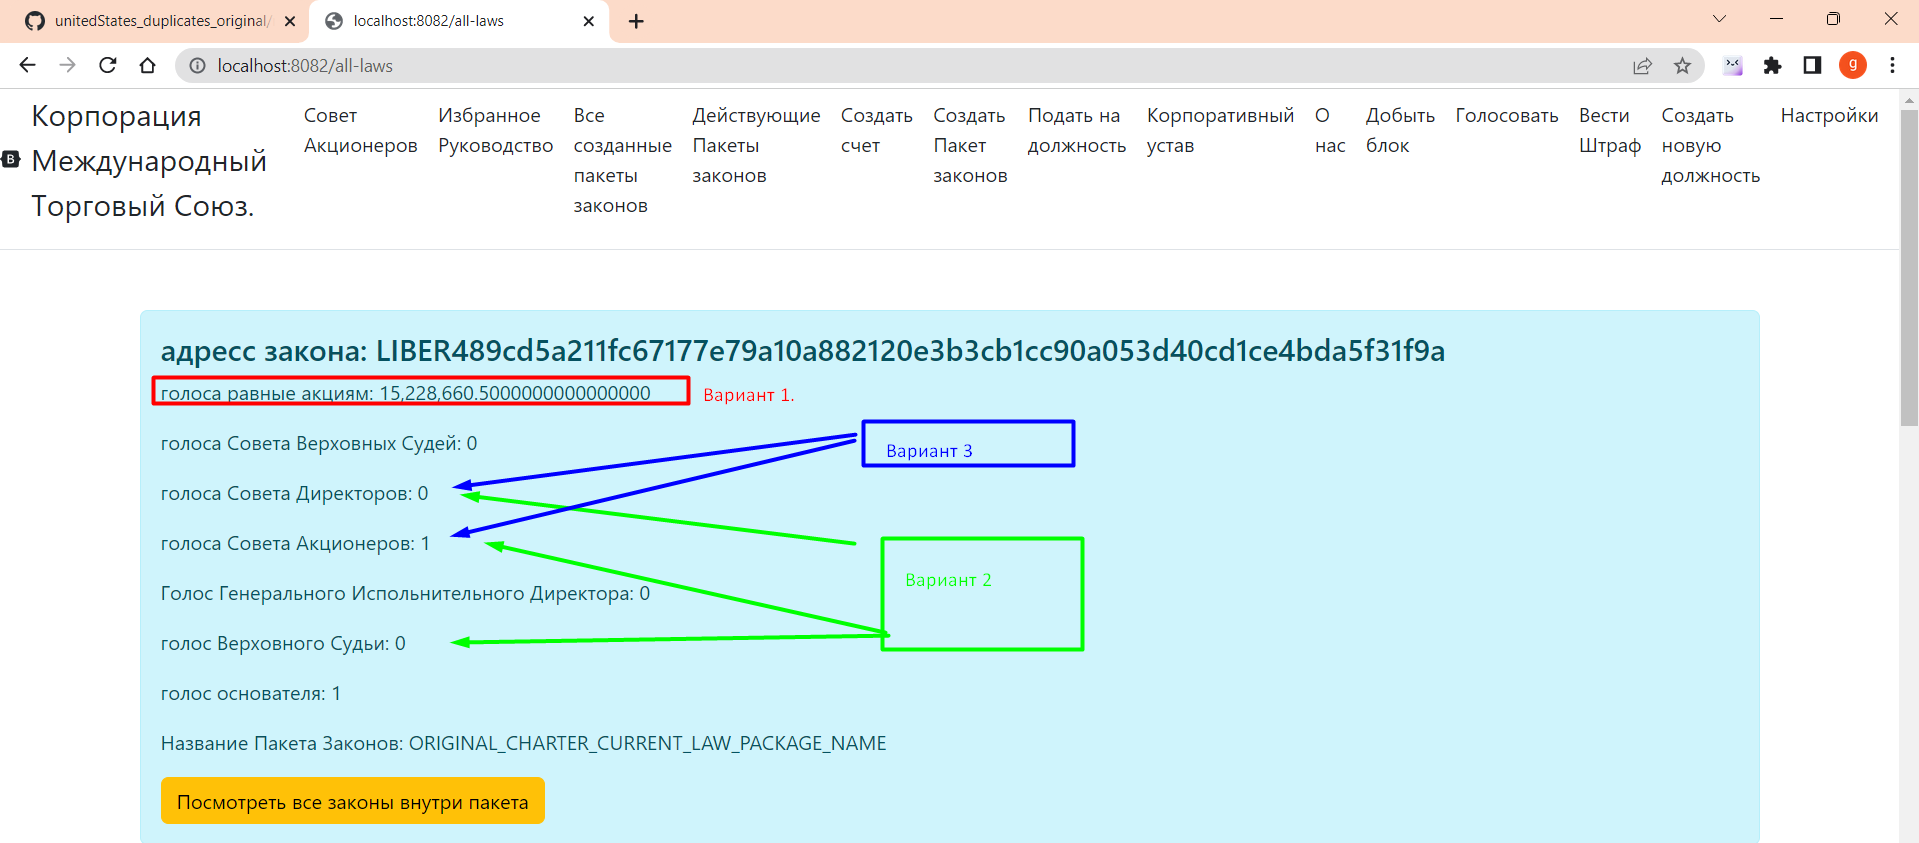 unitedStates_duplicates_original/
localhost:8082/all-laws
localhost:8082/all-laws
g
B
Корпорация
Международный
Торговый Союз.
Совет
Акционеров
Избранное
Руководство
Все
созданные
пакеты
законов
Действующие
Пакеты
законов
Создать
счет
Создать
Пакет
законов
Подать на
должность
Корпоративный
устав
О
нас
Добыть
блок
Голосовать
Вести
Штраф
Создать
новую
должность
Настройки
адресс закона: LIBER489cd5a211fc67177e79a10a882120e3b3cb1cc90a053d40cd1ce4bda5f31f9a
голоса равные акциям: 15,228,660.5000000000000000
Вариант 1.
голоса Совета Верховных Судей: 0
Вариант 3
голоса Совета Директоров: 0
голоса Совета Акционеров: 1
Вариант 2
Голос Генерального Испольнительного Директора: 0
голос Верховного Судьи: 0
голос основателя: 1
Название Пакета Законов: ORIGINAL_CHARTER_CURRENT_LAW_PACKAGE_NAME
Посмотреть все законы внутри пакета